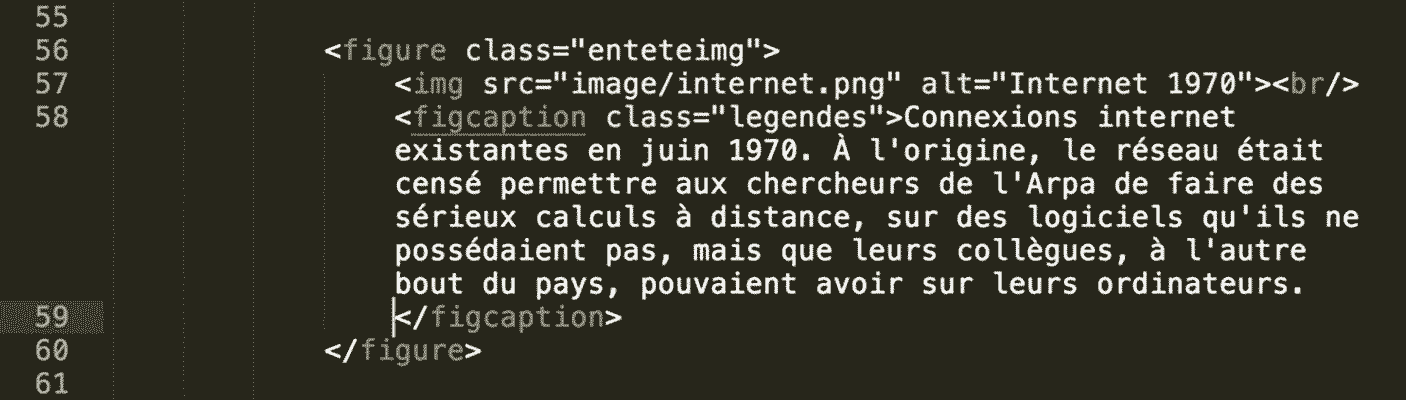 55
56 <figure class="enteteimg">
57 <img src="image/internet.png" alt="Internet 1970"><br/>
58 <figcaption class="legendes">Connexions internet
existantes en juin 1970. À l'origine, le réseau était
censé permettre aux chercheurs de l'Arpa de faire des
sérieux calculs à distance, sur des logiciels qu'ils ne
possédaient pas, mais que leurs collègues, à l'autre
bout du pays, pouvaient avoir sur leurs ordinateurs.
59 </figcaption>
60 </figure>
61